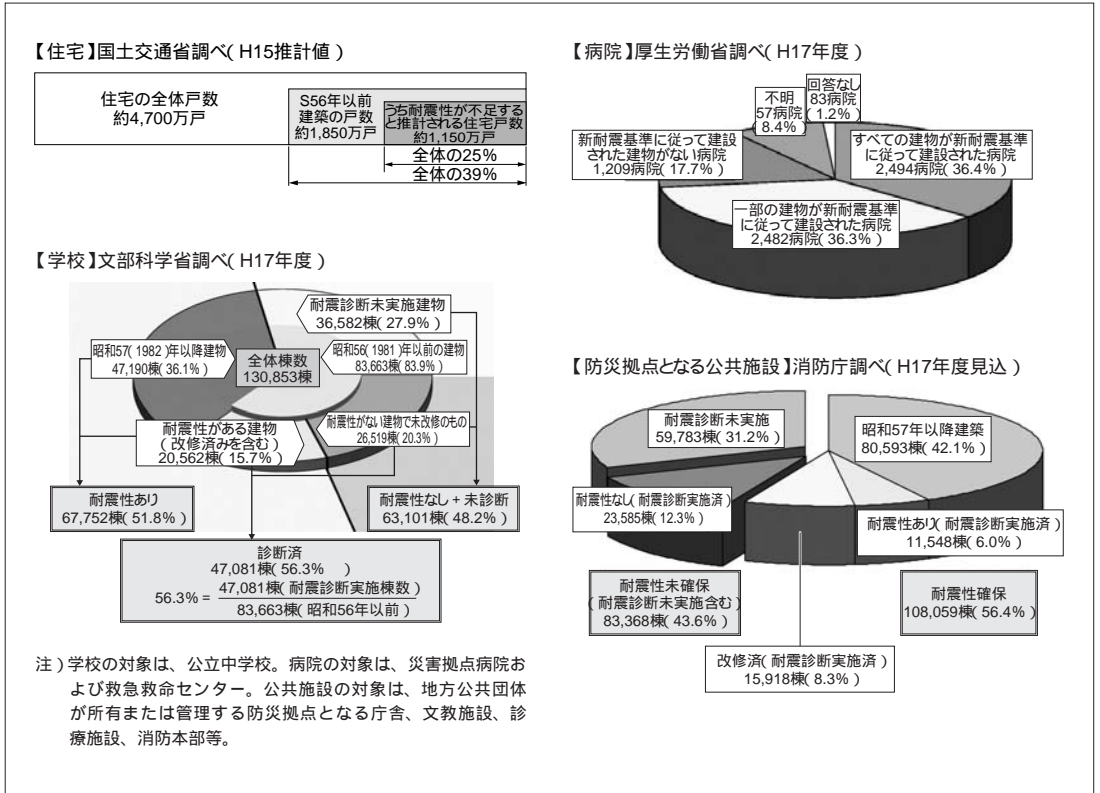 【住宅】国土交通省調べ(H15推計値)
住宅の全体戸数
約4,700万戸
S56年以前
建築の戸数
約1,850万戸
うち耐震性が不足する
と推計される住宅戸数
約1,150万戸
全体の25%
全体の39%
【学校】文部科学省調べ(H17年度)
耐震診断未実施建物
36,582棟(27.9%)
昭和57(1982)年以降建物
47,190棟(36.1%)
全体棟数
130,853棟
昭和56(1981)年以前の建物
83,663棟(83.9%)
耐震性がある建物
(改修済みを含む)
20,562棟(15.7%)
耐震性がない建物で未改修のもの
26,519棟(20.3%)
耐震性あり
67,752棟(51.8%)
耐震性なし+未診断
63,101棟(48.2%)
診断済
47,081棟(56.3% )
56.3%=
47,081棟(耐震診断実施棟数)
83,663棟(昭和56年以前)
注)学校の対象は、公立中学校。病院の対象は、災害拠点病院お
よび救急救命センター。公共施設の対象は、地方公共団体
が所有または管理する防災拠点となる庁舎、文教施設、診
療施設、消防本部等。
【病院】厚生労働省調べ(H17年度)
回答なし
83病院
(1.2%)
不明
57病院
8.4%)
新耐震基準に従って建設
された建物がない病院
1,209病院(17.7%)
すべての建物が新耐震基準
に従って建設された病院
2,494病院(36.4%)
一部の建物が新耐震基準
に従って建設された病院
2,482病院(36.3%)
【防災拠点となる公共施設】消防庁調べ(H17年度見込)
耐震診断未実施
59,783棟(31.2%)
昭和57年以降建築
80,593棟(42.1%)
耐震性なし(耐震診断実施済)
23,585棟(12.3%)
耐震性あり(耐震診断実施済)
11,548棟(6.0%)
耐震性未確保
(耐震診断未実施含む)
83,368棟(43.6%)
耐震性確保
108,059棟(56.4%)
改修済(耐震診断実施済)
15,918棟(8.3%)